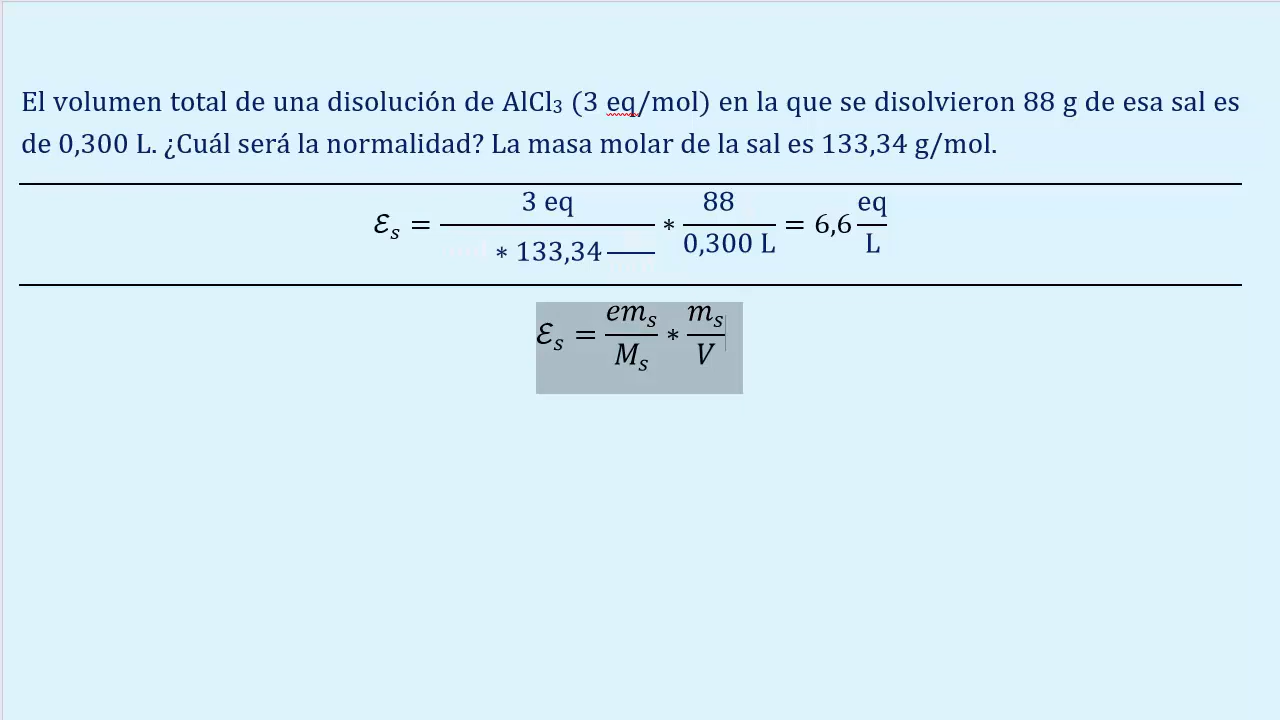 El volumen total de una disolución de AlCl₃ (3 eq/mol) en la que se disolvieron 88 g de esa sal es
de 0,300 L. ¿Cuál será la normalidad? La masa molar de la sal es 133,34 g/mol.
ℰₛ = 3 eq / ( * 133,34 —) * 88 / 0,300 L = 6,6 eq / L
ℰₛ = emₛ / Mₛ * mₛ / V